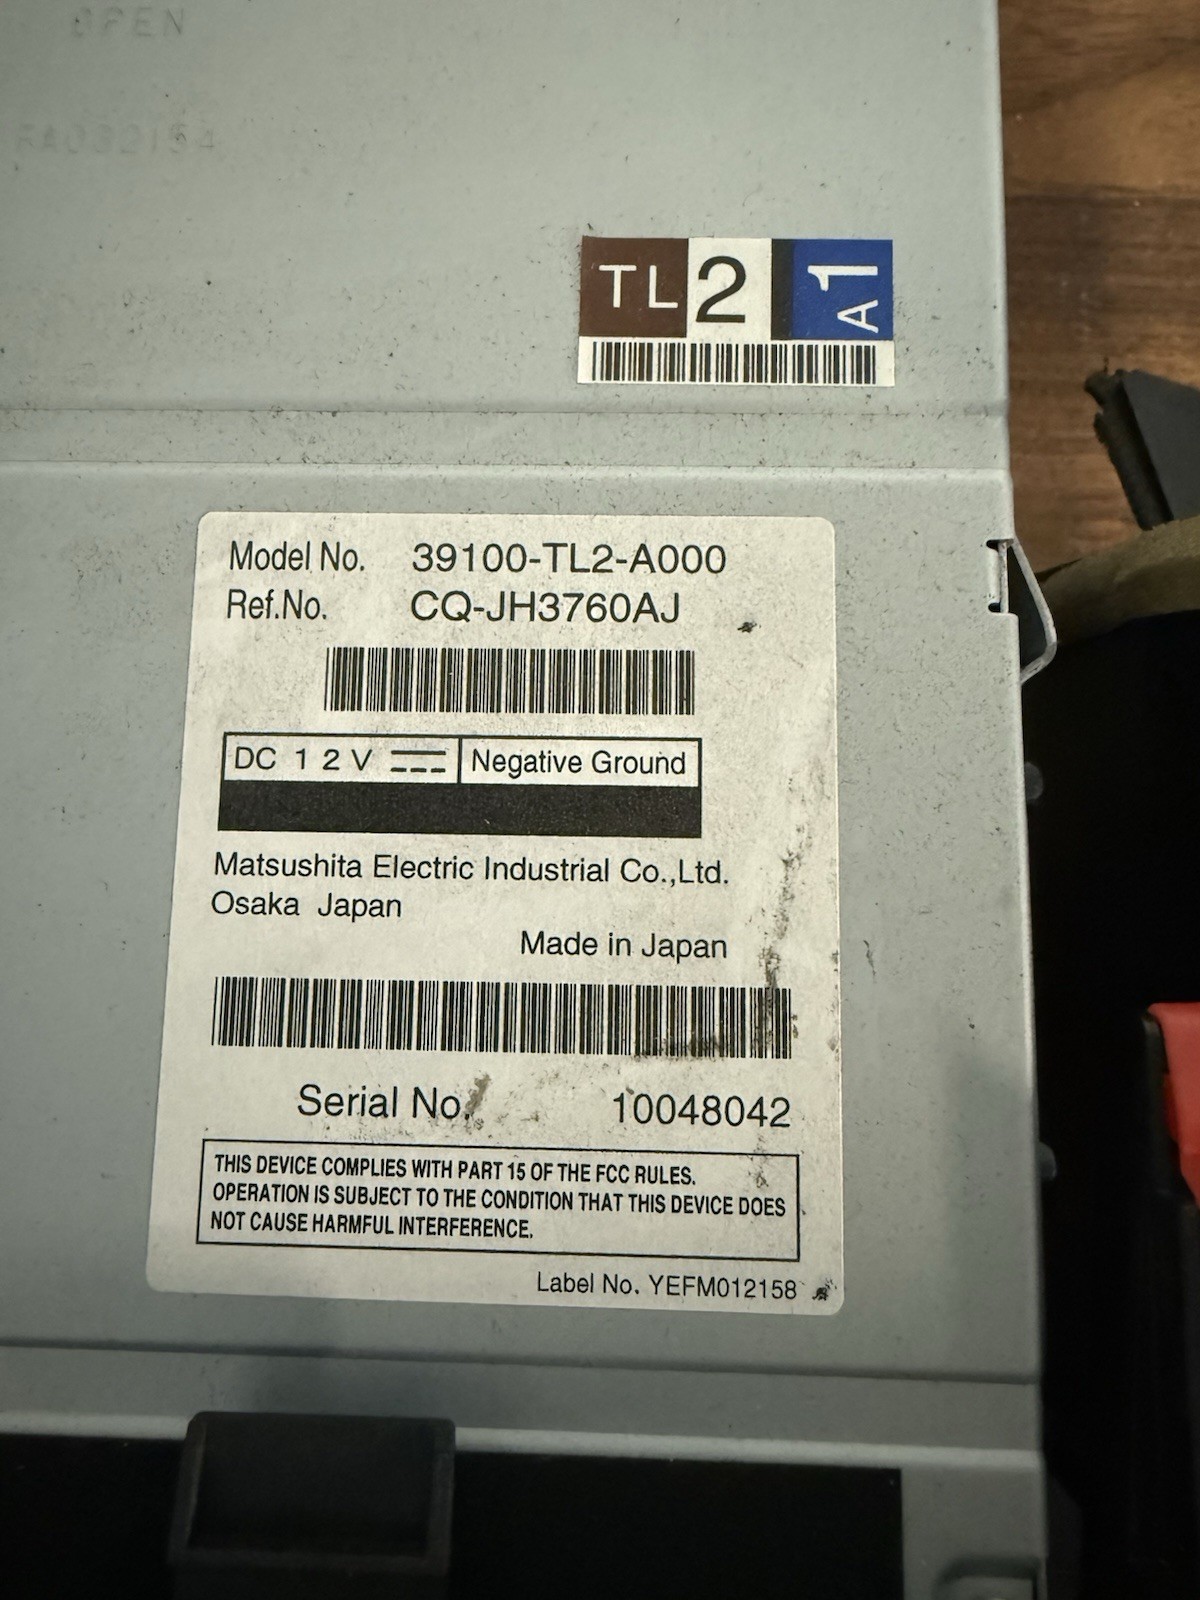 OPEN
TL 2 A1
Model No. 39100-TL2-A000
Ref.No. CQ-JH3760AJ
DC 12V Negative Ground
Matsushita Electric Industrial Co.,Ltd.
Osaka Japan
Made in Japan
Serial No. 10048042
THIS DEVICE COMPLIES WITH PART 15 OF THE FCC RULES.
OPERATION IS SUBJECT TO THE CONDITION THAT THIS DEVICE DOES
NOT CAUSE HARMFUL INTERFERENCE.
Label No. YEFM012158